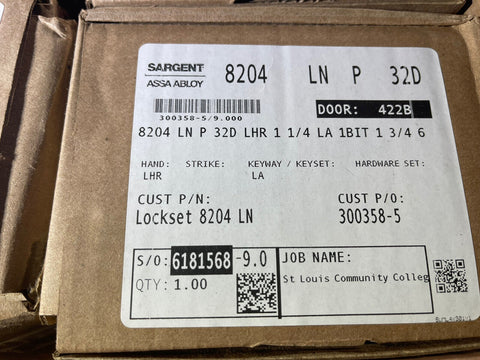 SARGENT
ASSA ABLOY
8204 LN P 32D
300358-5/9.000
DOOR: 422B
8204 LN P 32D LHR 1 1/4 LA 1BIT 1 3/4 6
HAND: STRIKE: KEYWAY / KEYSET: HARDWARE SET:
LHR LA
CUST P/N: CUST P/O:
Lockset 8204 LN 300358-5
S/O: 6181568-9.0 JOB NAME:
QTY: 1.00 St Louis Community Colleg